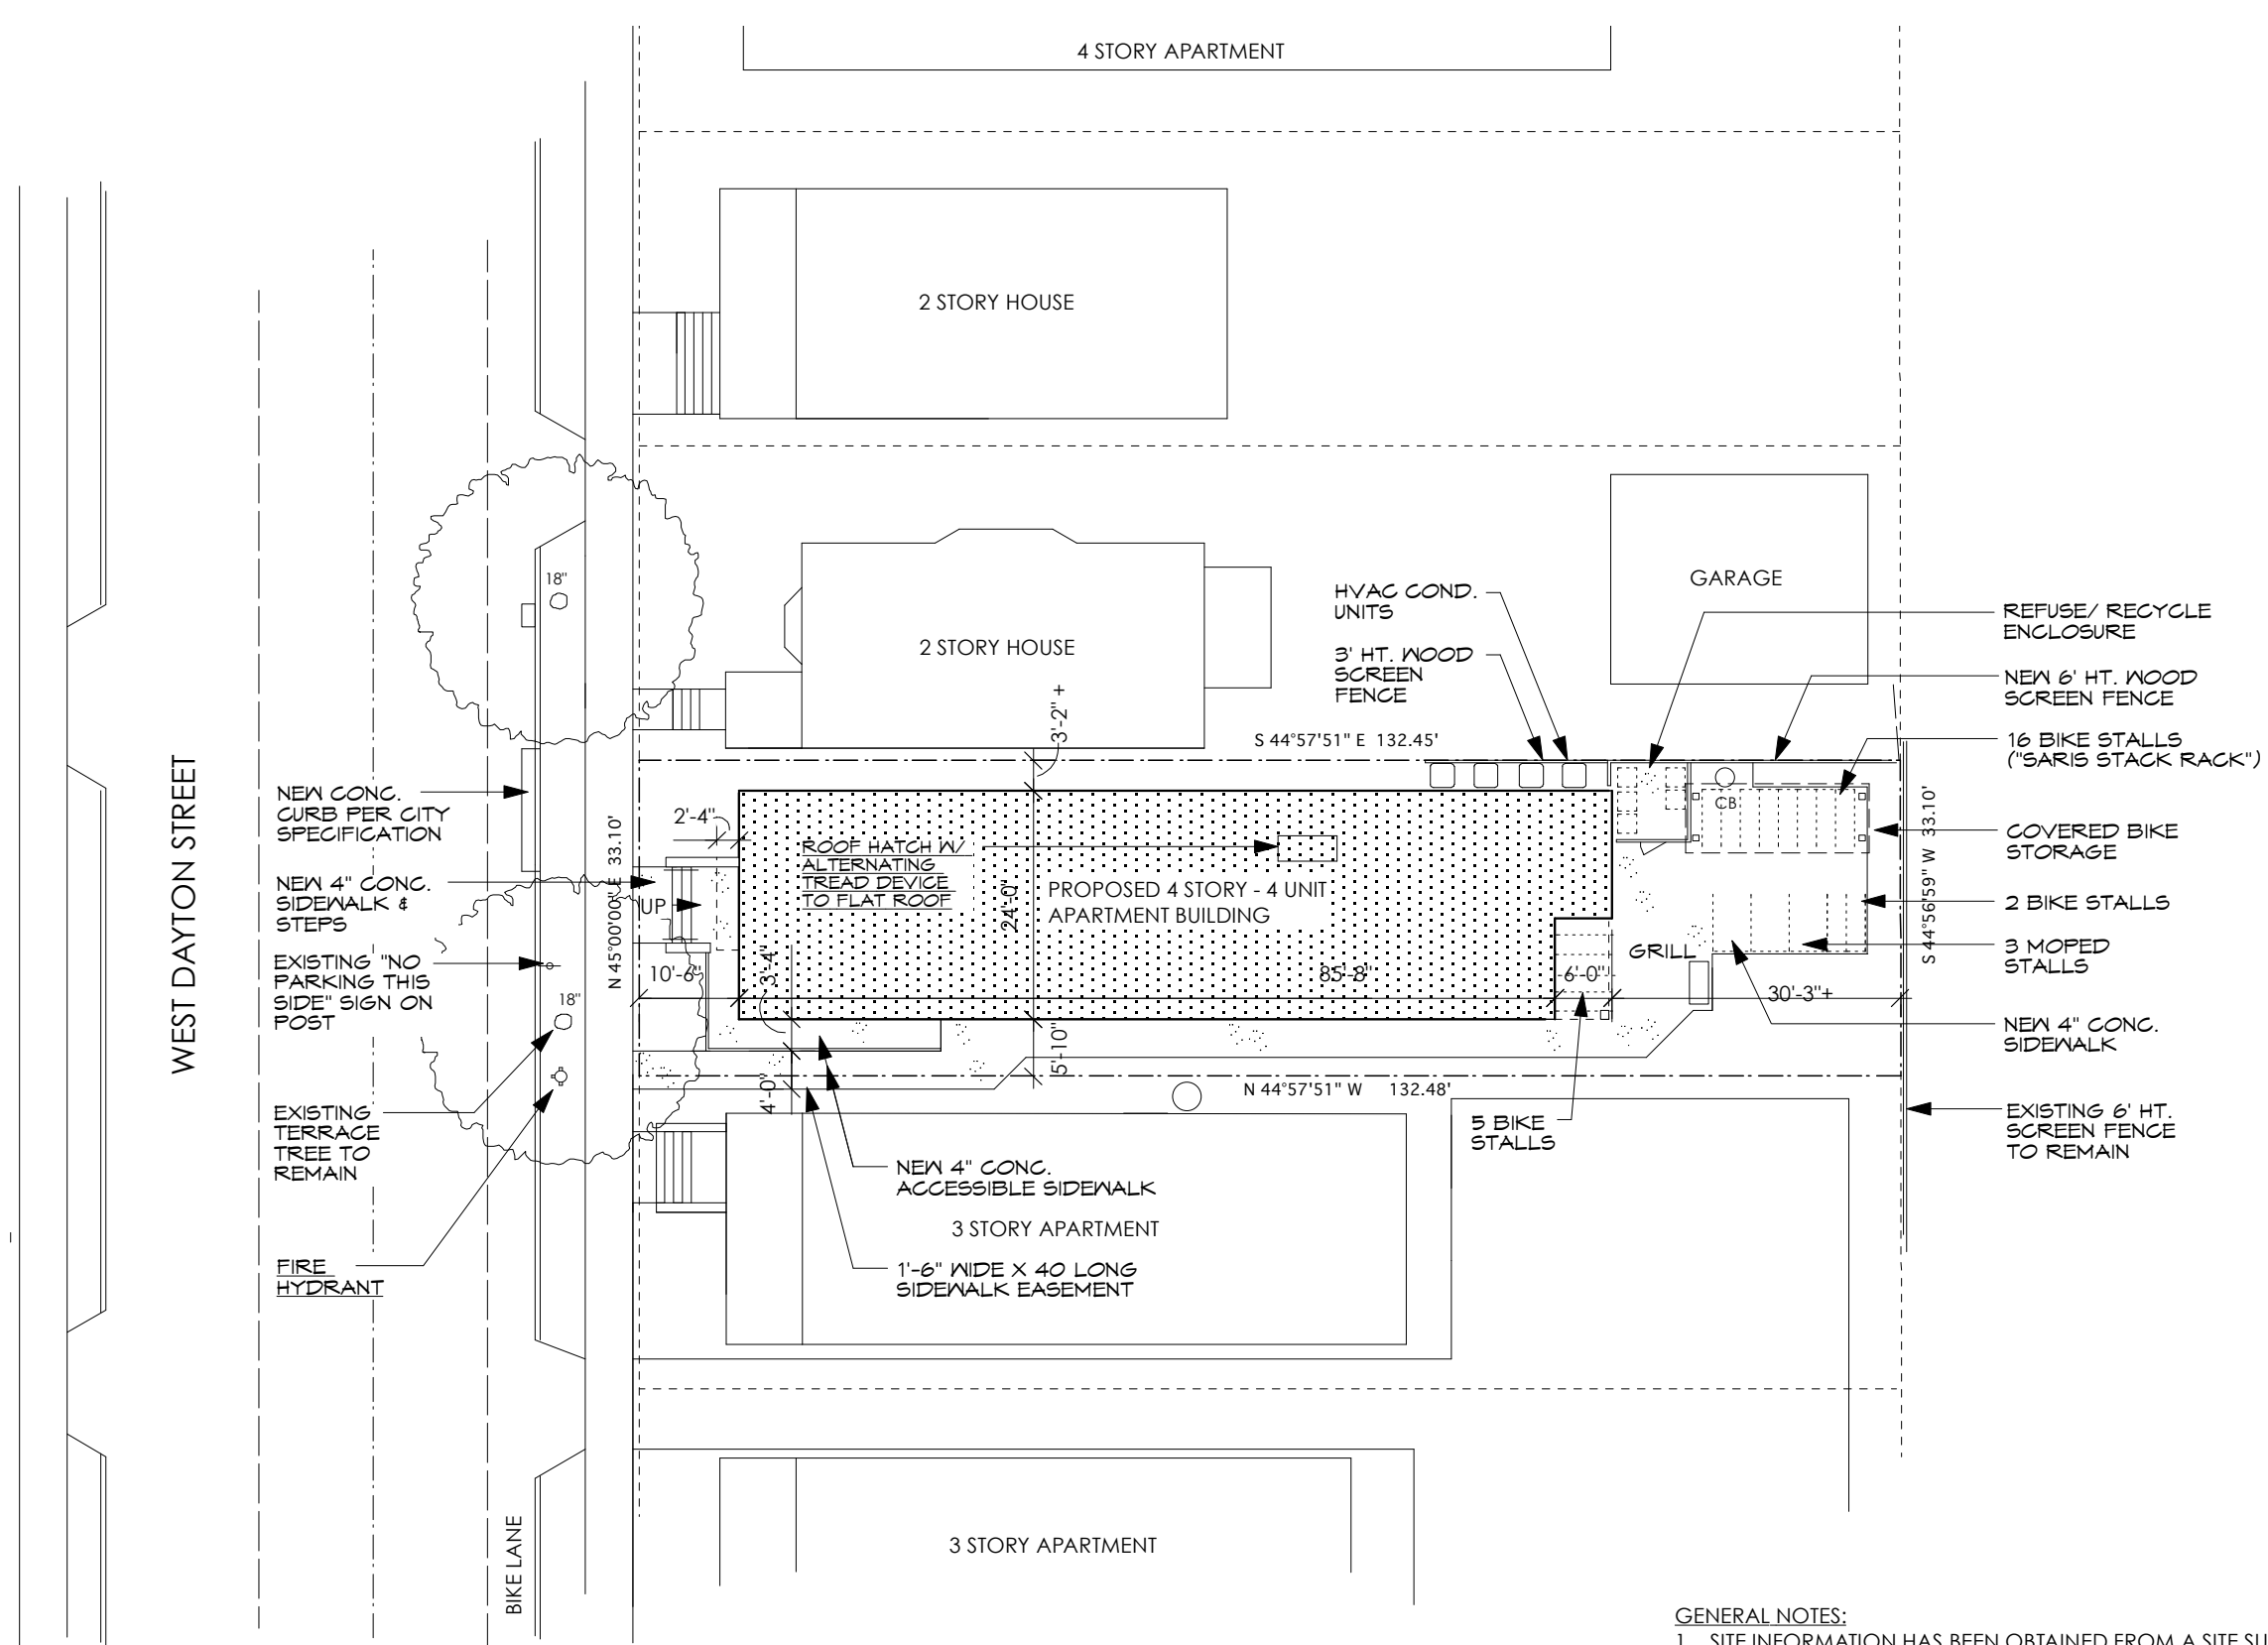 4 STORY APARTMENT
2 STORY HOUSE
18"
2 STORY HOUSE
GARAGE
HVAC COND.
UNITS
3' HT. WOOD
SCREEN
FENCE
REFUSE/ RECYCLE
ENCLOSURE
NEW 6' HT. WOOD
SCREEN FENCE
16 BIKE STALLS
("SARIS STACK RACK")
COVERED BIKE
STORAGE
2 BIKE STALLS
3 MOPED
STALLS
NEW 4" CONC.
SIDEWALK
EXISTING 6' HT.
SCREEN FENCE
TO REMAIN
WEST DAYTON STREET
NEW CONC.
CURB PER CITY
SPECIFICATION
NEW 4" CONC.
SIDEWALK &
STEPS
EXISTING "NO
PARKING THIS
SIDE" SIGN ON
POST
EXISTING
TERRACE
TREE TO
REMAIN
FIRE
HYDRANT
18"
BIKE LANE
N 45°00'00" E 33.10'
S 44°57'51" E 132.45'
S 44°56'59" W 33.10'
N 44°57'51" W 132.48'
3'-2" +
2'-4"
UP
ROOF HATCH W/
ALTERNATING
TREAD DEVICE
TO FLAT ROOF
PROPOSED 4 STORY - 4 UNIT
APARTMENT BUILDING
24'-0"
CB
GRILL
10'-6"
3'-4"
85'-8"
6'-0"
30'-3"+
5'-10"
4'-0"
5 BIKE
STALLS
NEW 4" CONC.
ACCESSIBLE SIDEWALK
3 STORY APARTMENT
1'-6" WIDE X 40 LONG
SIDEWALK EASEMENT
3 STORY APARTMENT
GENERAL NOTES:
1. SITE INFORMATION HAS BEEN OBTAINED FROM A SITE